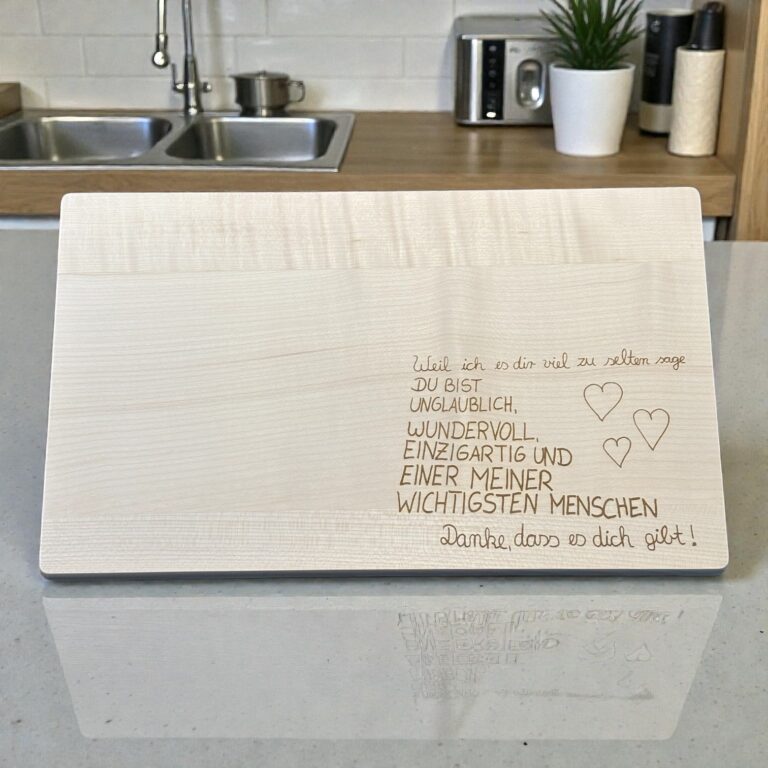 Weil ich es dir viel zu selten sage
DU BIST
UNGLAUBLICH,
WUNDERVOLL,
EINZIGARTIG UND
EINER MEINER
WICHTIGSTEN MENSCHEN
Danke, dass es dich gibt!